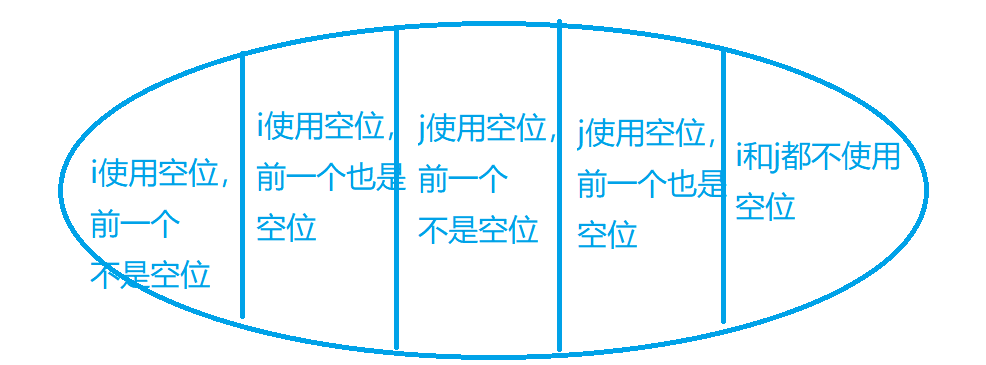 i使用空位，
前一个
不是空位
i使用空位，
前一个也是
空位
j使用空位，
前一个
不是空位
j使用空位，
前一个也是
空位
i和j都不使用
空位